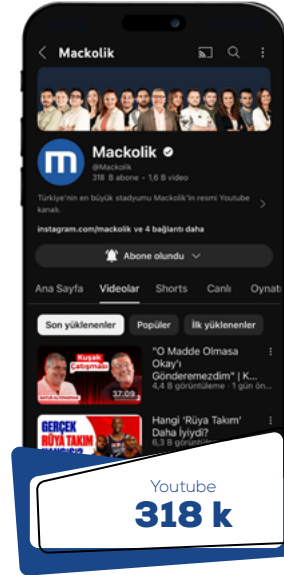 Mackolik
m
Mackolik
@Mackolik
318 B abone · 1,6 B video
Türkiye'nin en büyük stadyumu Mackolik'in resmi Youtube
kanalı.
instagram.com/mackolik ve 4 bağlantı daha
Abone olundu
Ana Sayfa Videolar Shorts Canlı Oynatı
Son yüklenenler Popüler İlk yüklenenler
Kuşak
Çatışması
37:09
"O Madde Olmasa
Okay'ı
Gönderemezdim" | K...
4,4 B görüntüleme · 1 gün ön...
GERÇEK
RÜYA TAKIM
HANGİSİ?
Hangi 'Rüya Takım'
Daha İyiydi?
6,3 B görüntüleme
Youtube
318 k